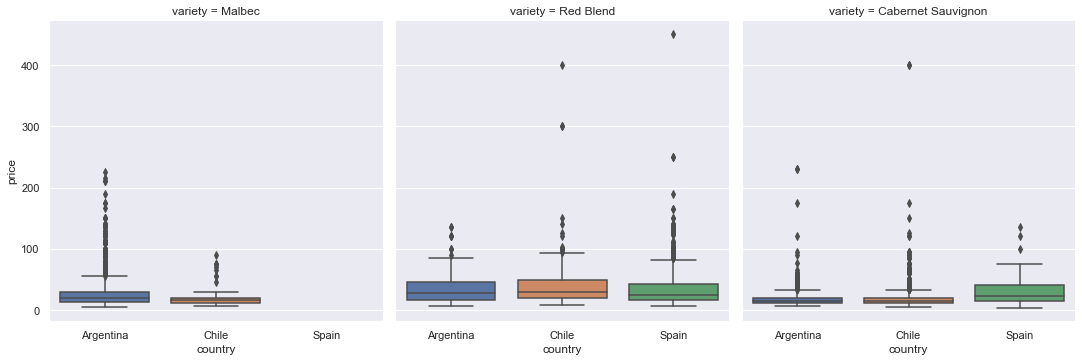 variety = Malbec
variety = Red Blend
variety = Cabernet Sauvignon
price
400
300
200
100
0
Argentina
Chile
Spain
country
Argentina
Chile
Spain
country
Argentina
Chile
Spain
country